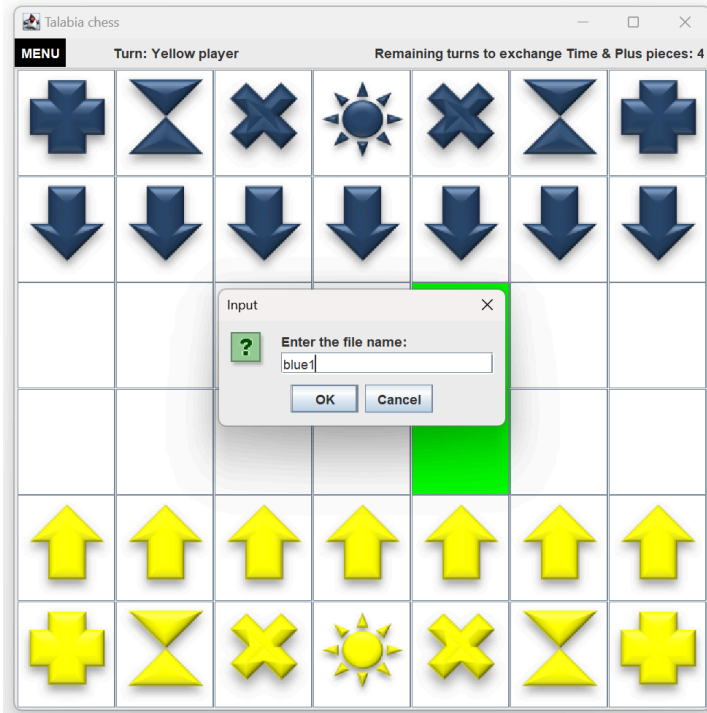 Talabia chess
MENU Turn: Yellow player Remaining turns to exchange Time & Plus pieces: 4
Input
? Enter the file name:
blue1
OK Cancel